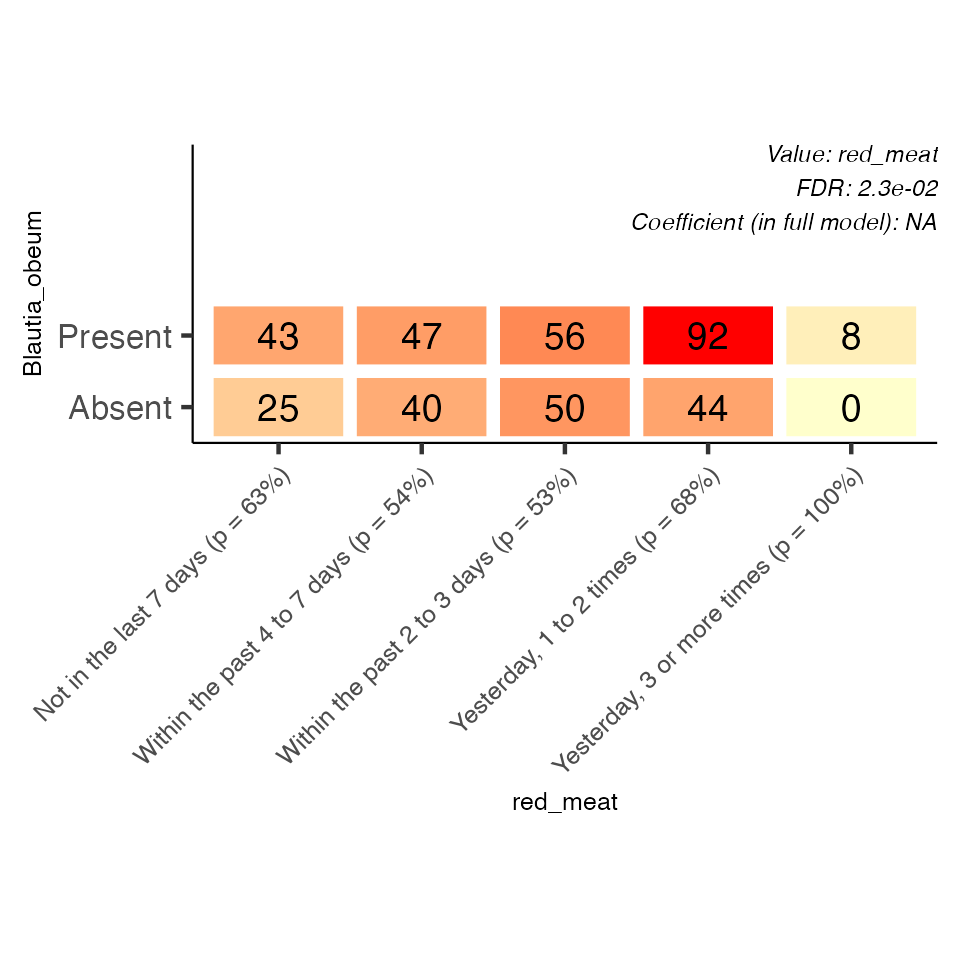 Value: red_meat
FDR: 2.3e-02
Coefficient (in full model): NA
Blautia_obeum
Present 43 47 56 92 8
Absent 25 40 50 44 0
Not in the last 7 days (p = 63%)
Within the past 4 to 7 days (p = 54%)
Within the past 2 to 3 days (p = 53%)
Yesterday, 1 to 2 times (p = 68%)
Yesterday, 3 or more times (p = 100%)
red_meat